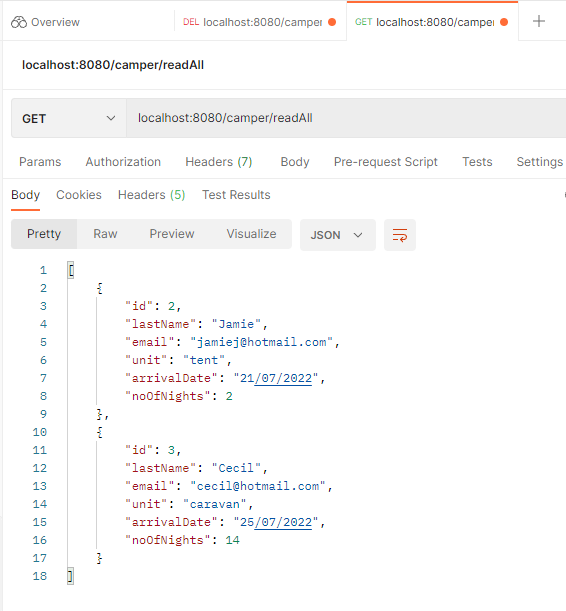 Overview DEL localhost:8080/camper GET localhost:8080/camper
localhost:8080/camper/readAll
GET localhost:8080/camper/readAll
Params Authorization Headers (7) Body Pre-request Script Tests Settings
Body Cookies Headers (5) Test Results
Pretty Raw Preview Visualize JSON
1 [
2 {
3 "id": 2,
4 "lastName": "Jamie",
5 "email": "jamiej@hotmail.com",
6 "unit": "tent",
7 "arrivalDate": "21/07/2022",
8 "noOfNights": 2
9 },
10 {
11 "id": 3,
12 "lastName": "Cecil",
13 "email": "cecil@hotmail.com",
14 "unit": "caravan",
15 "arrivalDate": "25/07/2022",
16 "noOfNights": 14
17 }
18 ]